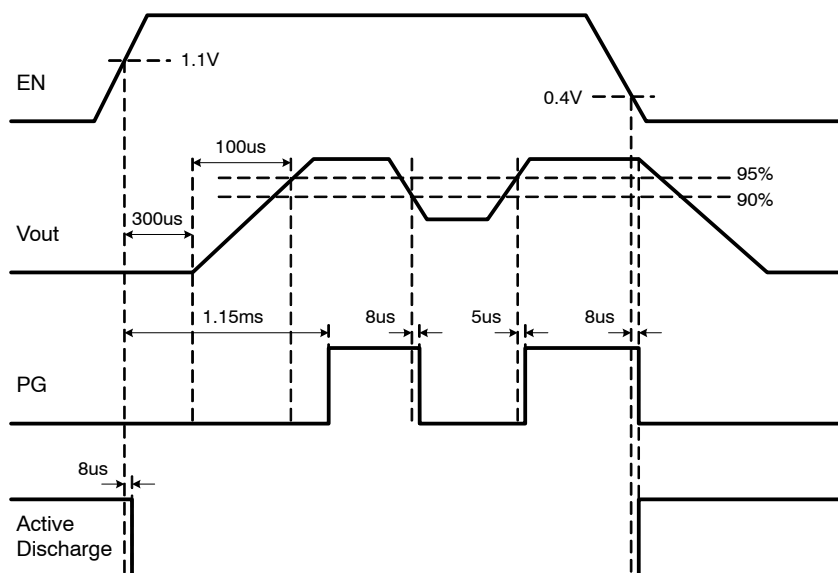 1.1V
EN
0.4V
100us
95%
90%
300us
Vout
1.15ms
8us
5us
8us
PG
8us
Active
Discharge